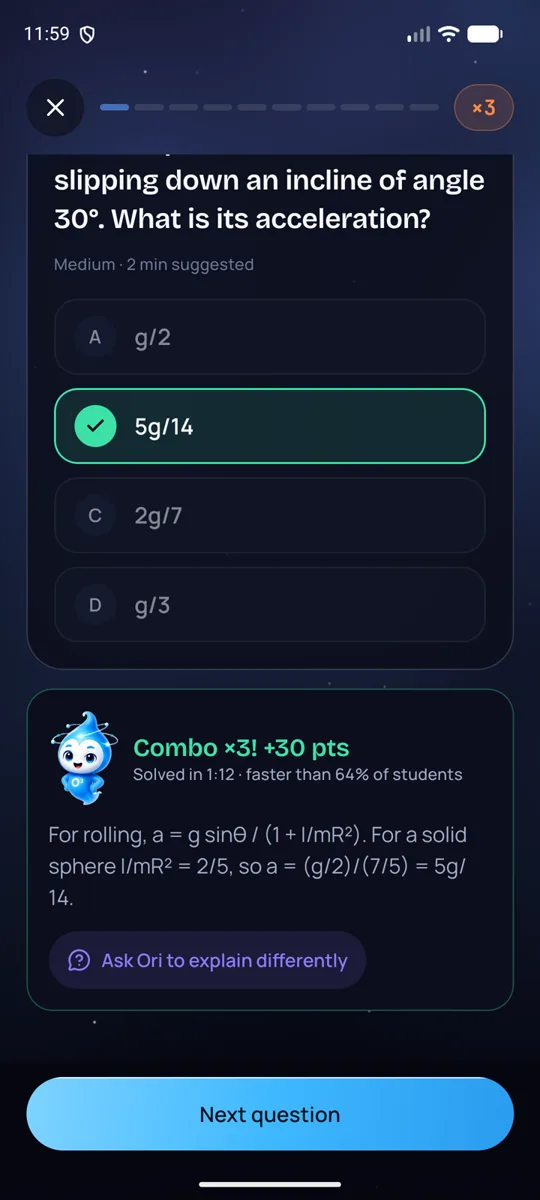 11:59
×3
slipping down an incline of angle
30°. What is its acceleration?
Medium · 2 min suggested
A g/2
5g/14
C 2g/7
D g/3
Combo ×3! +30 pts
Solved in 1:12 · faster than 64% of students
For rolling, a = g sinθ / (1 + I/mR²). For a solid
sphere I/mR² = 2/5, so a = (g/2)/(7/5) = 5g/
14.
Ask Ori to explain differently
Next question